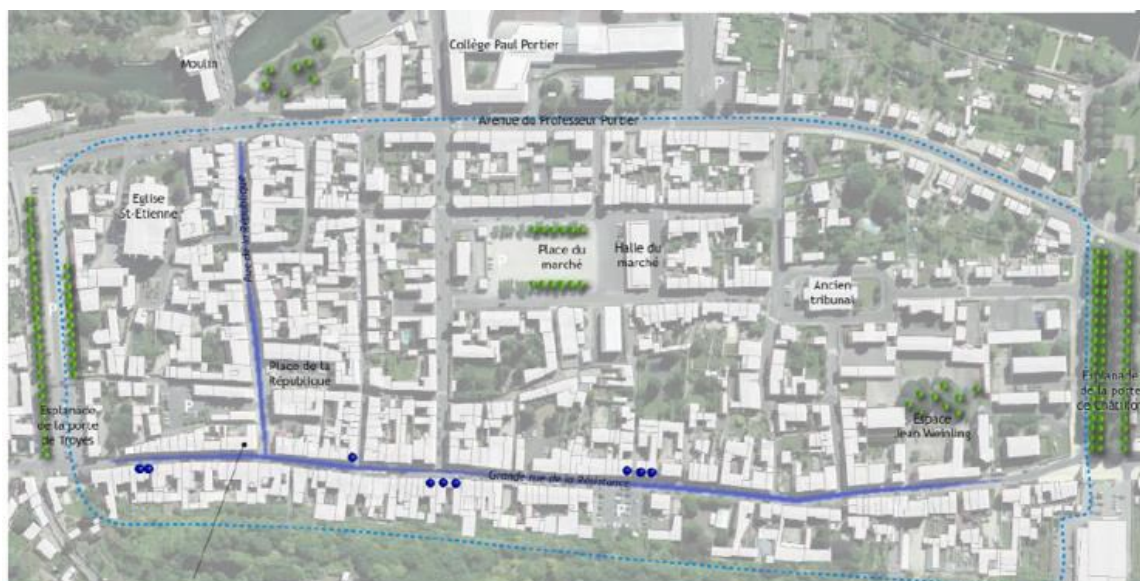 Collège Paul Portier
Moulin
P
Avenue du Professeur Portier
Eglise
St-Etienne
Rue de la République
Place du
marché
P
Halle du
marché
Ancien
tribunal
P
Place de la
République
P
Esplanade
de la porte
de Troyes
Esplanade
de la porte
de Châtillon
Espace
Jean Weinling
Grande rue de la Résistance
P